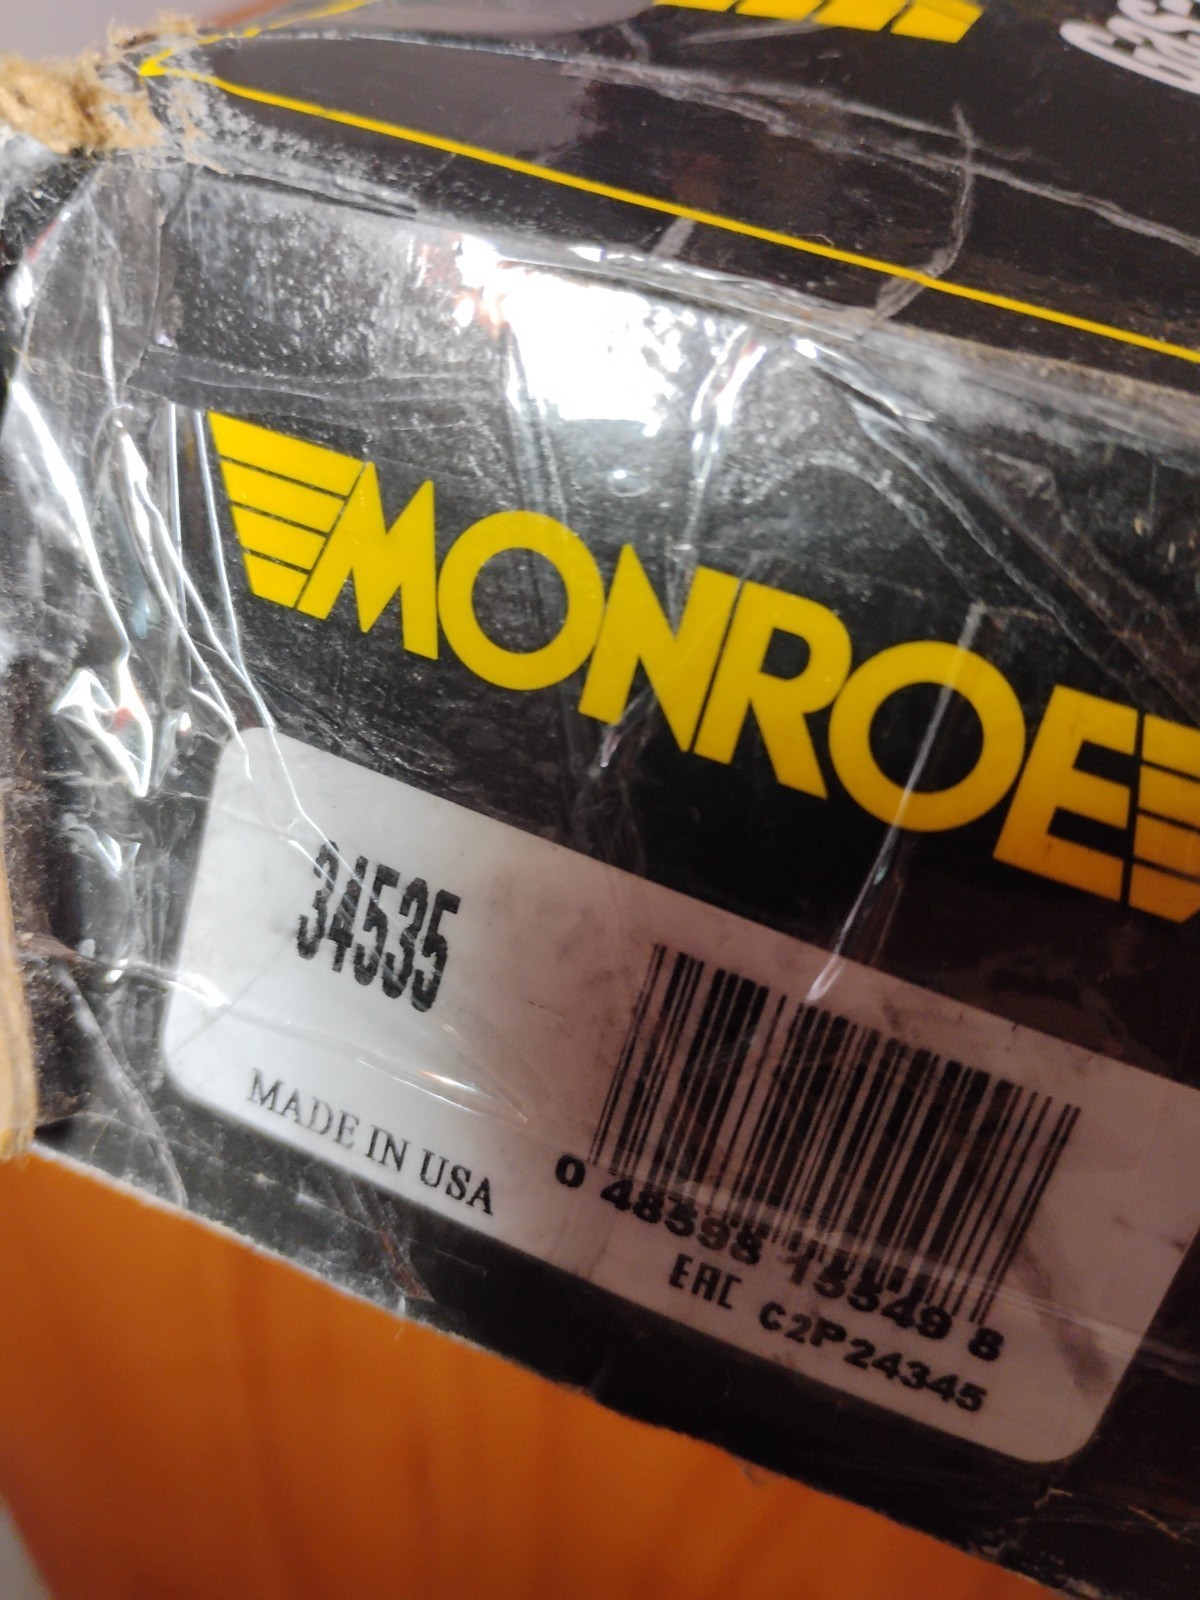 MONROE
34535
MADE IN USA
0 48598 15549 8
EAC C2P24345